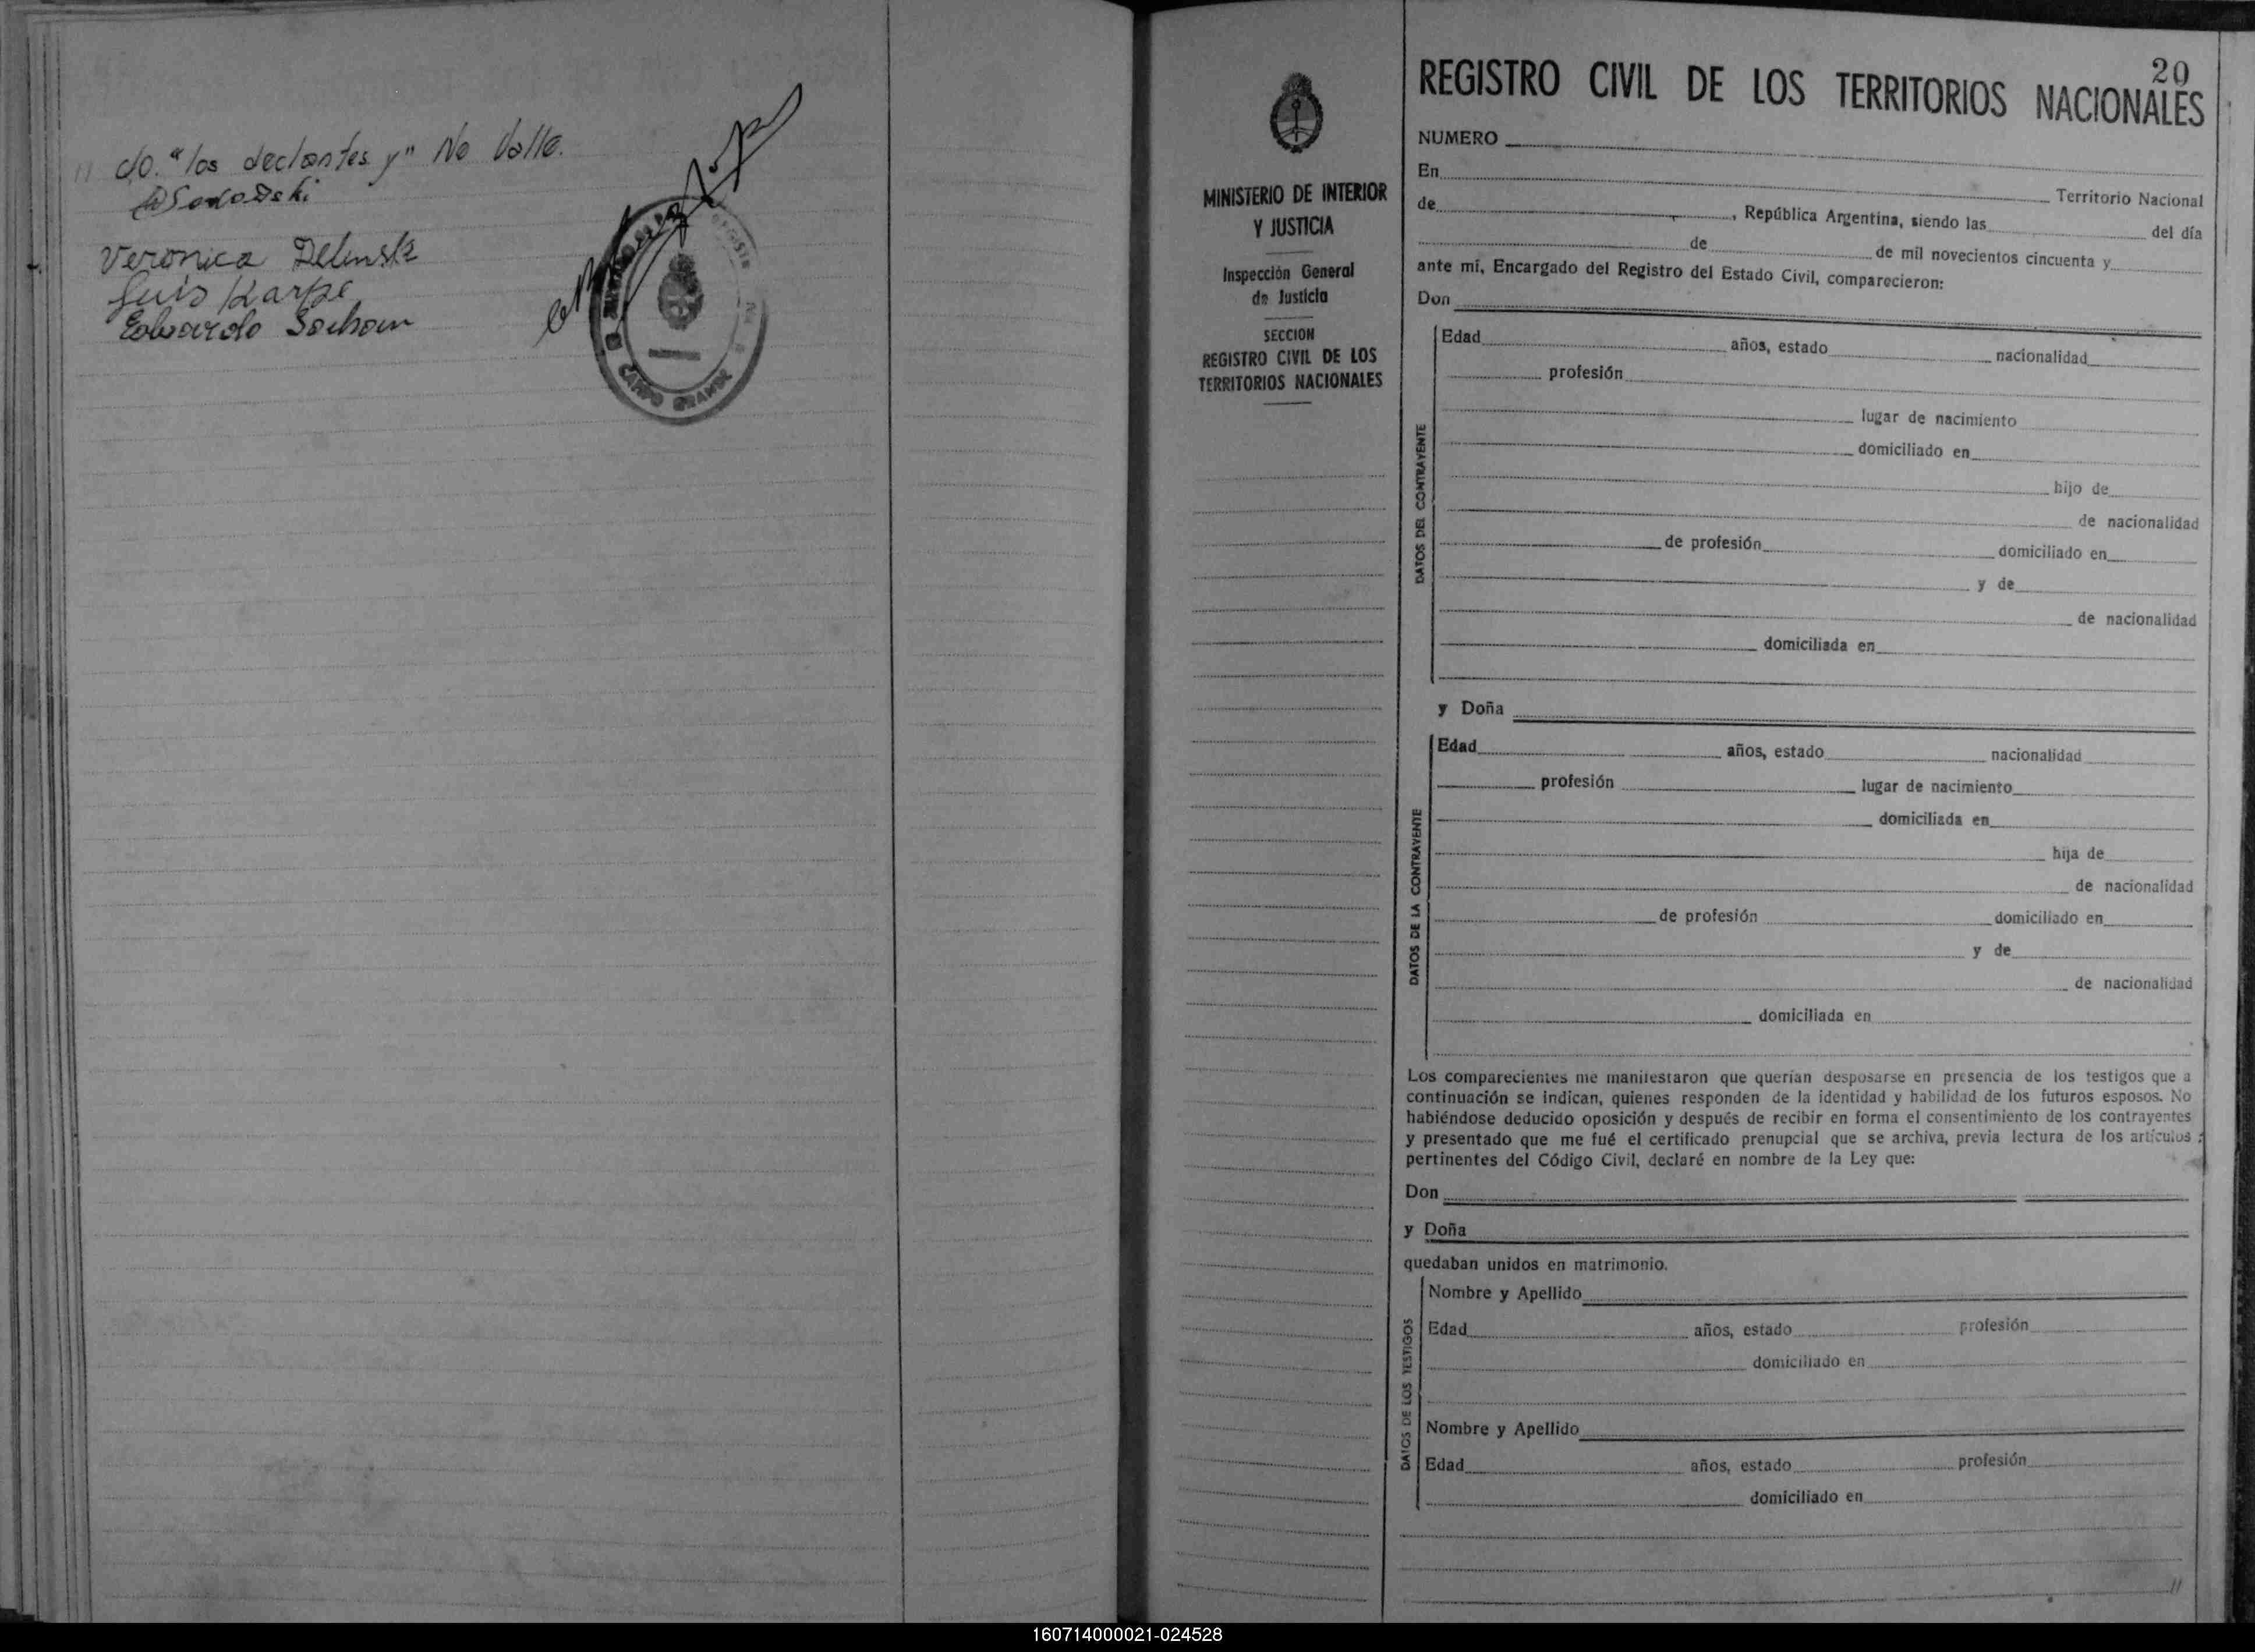 do. "los declantes y" No Valle.
Veronica Zelinsk
Luis Karpe
Eduardo Sochan
CAMPO GRANDE
MINISTERIO DE INTERIOR
Y JUSTICIA
Inspección General
de Justicia
SECCION
REGISTRO CIVIL DE LOS
TERRITORIOS NACIONALES
20
REGISTRO CIVIL DE LOS TERRITORIOS NACIONALES
NUMERO
En Territorio Nacional
de , República Argentina, siendo las del día
de de mil novecientos cincuenta y
ante mí, Encargado del Registro del Estado Civil, comparecieron:
Don
DATOS DEL CONTRAYENTE
Edad años, estado nacionalidad
profesión
lugar de nacimiento
domiciliado en
hijo de
de nacionalidad
de profesión domiciliado en
y de
de nacionalidad
domiciliada en
y Doña
DATOS DE LA CONTRAYENTE
Edad años, estado nacionalidad
profesión lugar de nacimiento
domiciliada en
hija de
de nacionalidad
de profesión domiciliado en
y de
de nacionalidad
domiciliada en
Los comparecientes me manifestaron que querían desposarse en presencia de los testigos que a
continuación se indican, quienes responden de la identidad y habilidad de los futuros esposos. No
habiéndose deducido oposición y después de recibir en forma el consentimiento de los contrayentes
y presentado que me fué el certificado prenupcial que se archiva, previa lectura de los artículos
pertinentes del Código Civil, declaré en nombre de la Ley que:
Don
y Doña
quedaban unidos en matrimonio.
DATOS DE LOS TESTIGOS
Nombre y Apellido
Edad años, estado profesión
domiciliado en
Nombre y Apellido
Edad años, estado profesión
domiciliado en
160714000021-024528